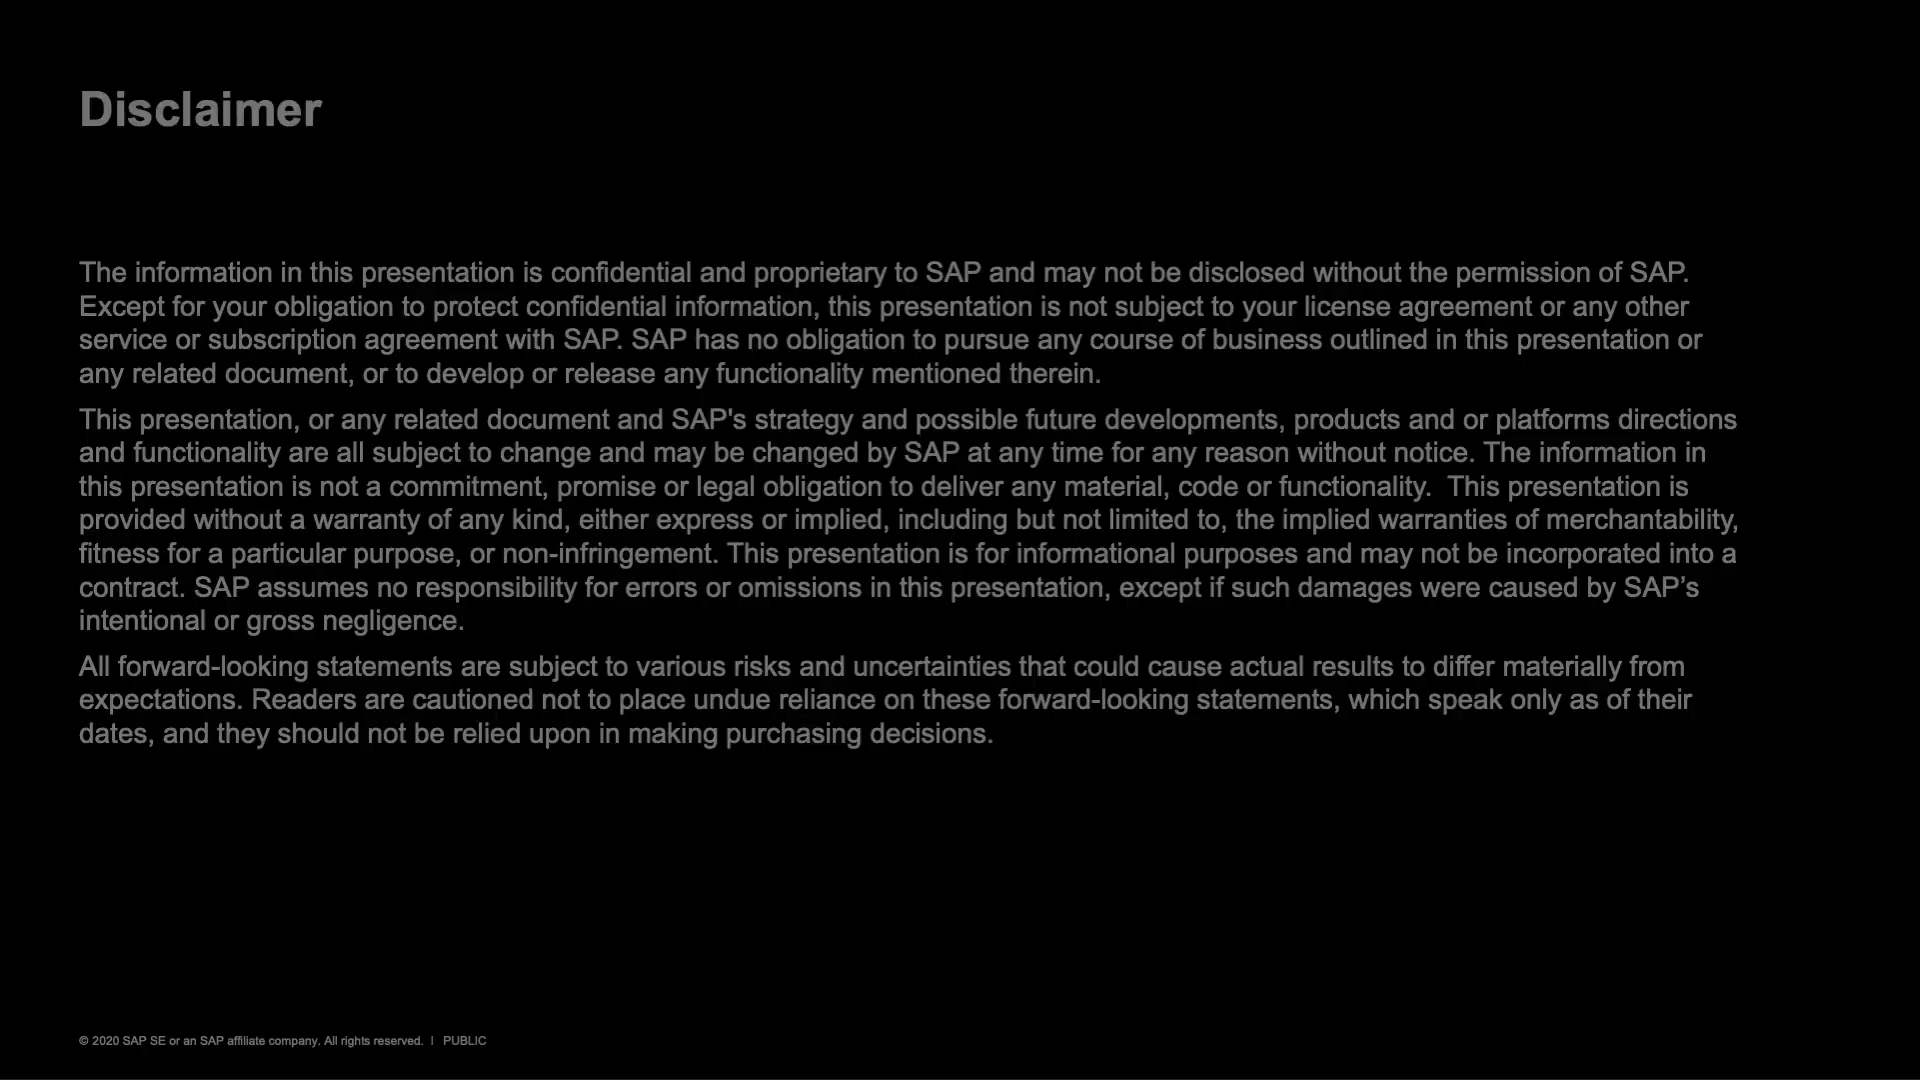 Disclaimer
The information in this presentation is confidential and proprietary to SAP and may not be disclosed without the permission of SAP.
Except for your obligation to protect confidential information, this presentation is not subject to your license agreement or any other
service or subscription agreement with SAP. SAP has no obligation to pursue any course of business outlined in this presentation or
any related document, or to develop or release any functionality mentioned therein.
This presentation, or any related document and SAP's strategy and possible future developments, products and or platforms directions
and functionality are all subject to change and may be changed by SAP at any time for any reason without notice. The information in
this presentation is not a commitment, promise or legal obligation to deliver any material, code or functionality.  This presentation is
provided without a warranty of any kind, either express or implied, including but not limited to, the implied warranties of merchantability,
fitness for a particular purpose, or non-infringement. This presentation is for informational purposes and may not be incorporated into a
contract. SAP assumes no responsibility for errors or omissions in this presentation, except if such damages were caused by SAP’s
intentional or gross negligence.
All forward-looking statements are subject to various risks and uncertainties that could cause actual results to differ materially from
expectations. Readers are cautioned not to place undue reliance on these forward-looking statements, which speak only as of their
dates, and they should not be relied upon in making purchasing decisions.
© 2020 SAP SE or an SAP affiliate company. All rights reserved. | PUBLIC